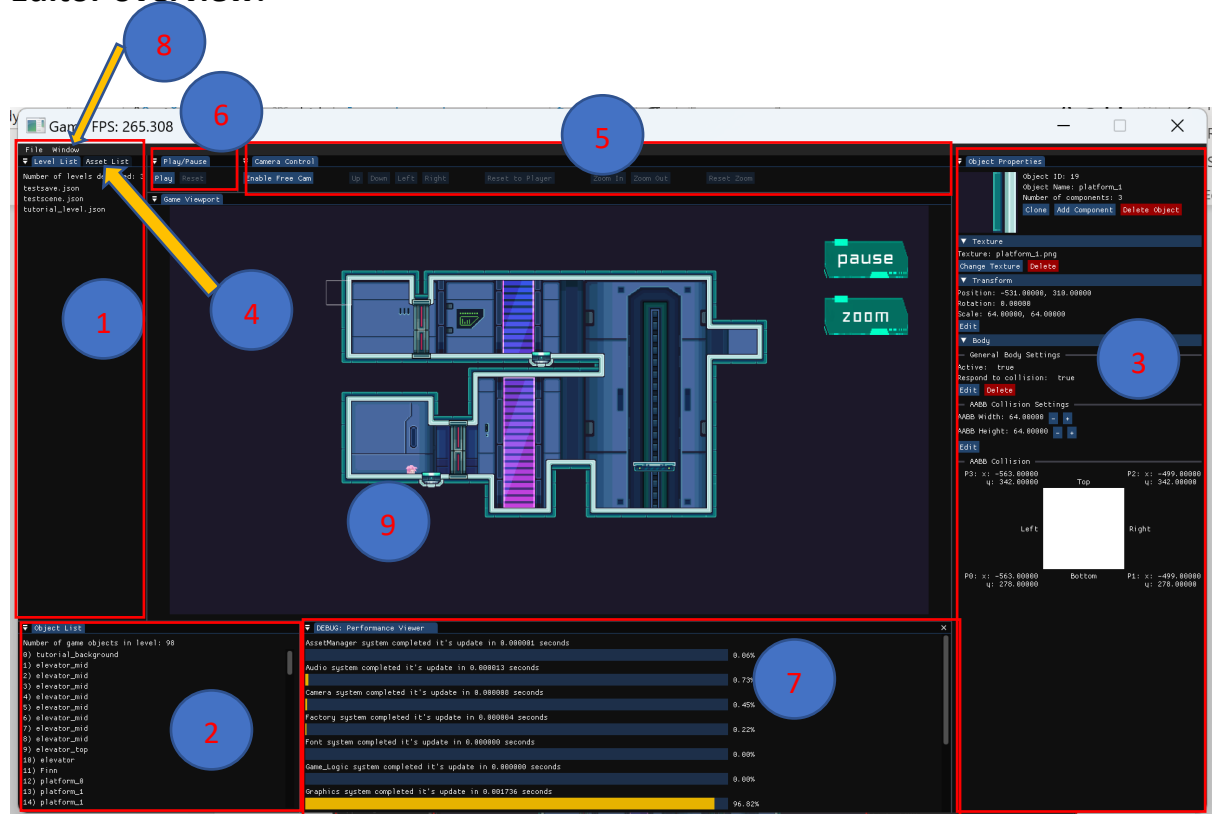 8
6
5
Game FPS: 265.308
File Window
Level List Asset List
Play/Pause
Camera Control
Object Properties
Number of levels de ed: 3
Play Reset
Enable Free Cam Up Down Left Right Reset to Player Zoom In Zoom Out Reset Zoom
testsave.json
testscene.json
tutorial_level.json
Game Viewport
Object ID: 19
Object Name: platform_1
Number of components: 3
Clone Add Component Delete Object
Texture
Texture: platform_1.png
Change Texture Delete
Transform
Position: -531.00000, 310.00000
Rotation: 0.00000
Scale: 64.00000, 64.00000
Edit
Body
General Body Settings
Active: true
Respond to collision: true
Edit Delete
AABB Collision Settings
AABB Width: 64.00000 - +
AABB Height: 64.00000 - +
Edit
AABB Collision
P3: x: -563.00000
y: 342.00000
Top
P2: x: -499.00000
y: 342.00000
Left
Right
P0: x: -563.00000
y: 278.00000
Bottom
P1: x: -499.00000
y: 278.00000
pause
zoom
1
4
3
9
Object List
Number of game objects in level: 98
0) tutorial_background
1) elevator_mid
2) elevator_mid
3) elevator_mid
4) elevator_mid
5) elevator_mid
6) elevator_mid
7) elevator_mid
8) elevator_mid
9) elevator_top
10) elevator
11) Finn
12) platform_0
13) platform_1
14) platform_1
2
DEBUG: Performance Viewer
AssetManager system completed it's update in 0.000001 seconds
0.06%
Audio system completed it's update in 0.000013 seconds
0.73%
Camera system completed it's update in 0.000008 seconds
0.45%
Factory system completed it's update in 0.000004 seconds
0.22%
Font system completed it's update in 0.000000 seconds
0.00%
Game_Logic system completed it's update in 0.000000 seconds
0.00%
Graphics system completed it's update in 0.001736 seconds
96.82%
7